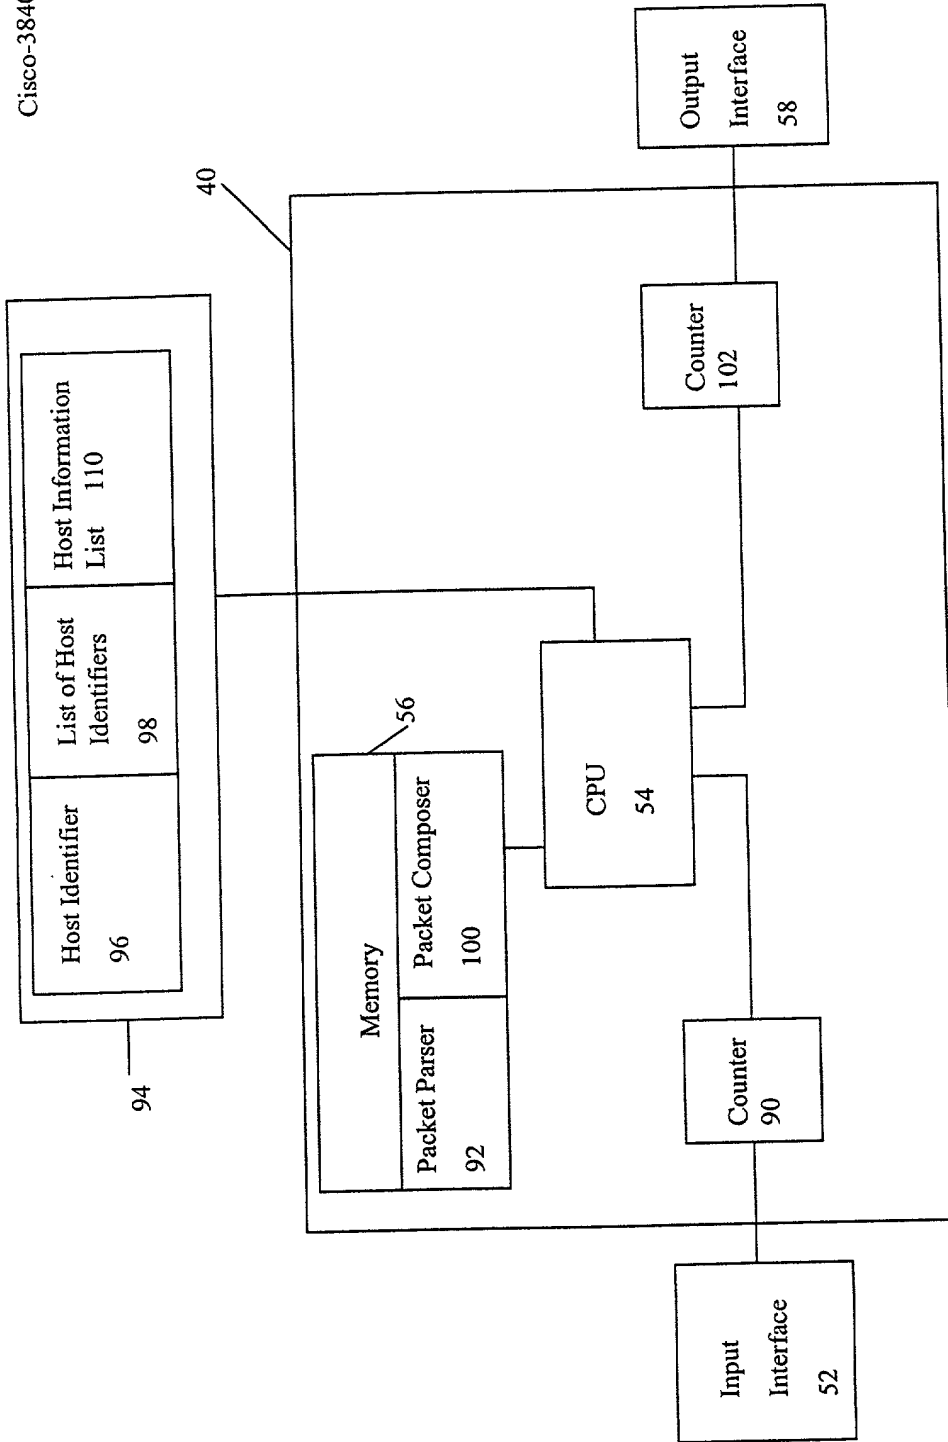 Cisco-3840
94
Host Identifier
96
List of Host
Identifiers
98
Host Information
List 110
40
56
Memory
Packet Parser
92
Packet Composer
100
CPU
54
Input
Interface
52
Counter
90
Counter
102
Output
Interface
58